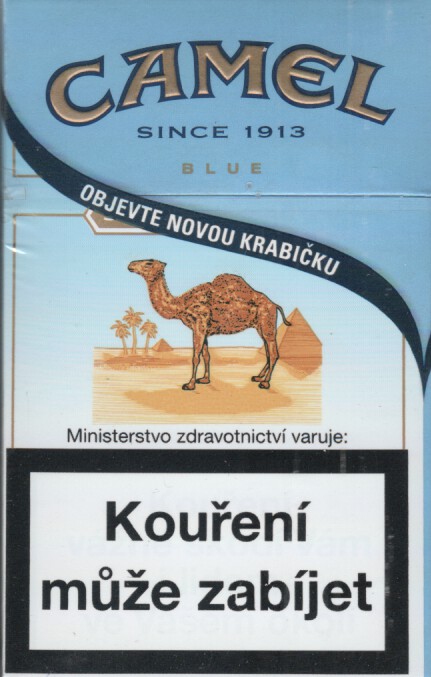 CAMEL
SINCE 1913
BLUE
OBJEVTE NOVOU KRABIČKU
Ministerstvo zdravotnictví varuje:
Kouření
může zabíjet